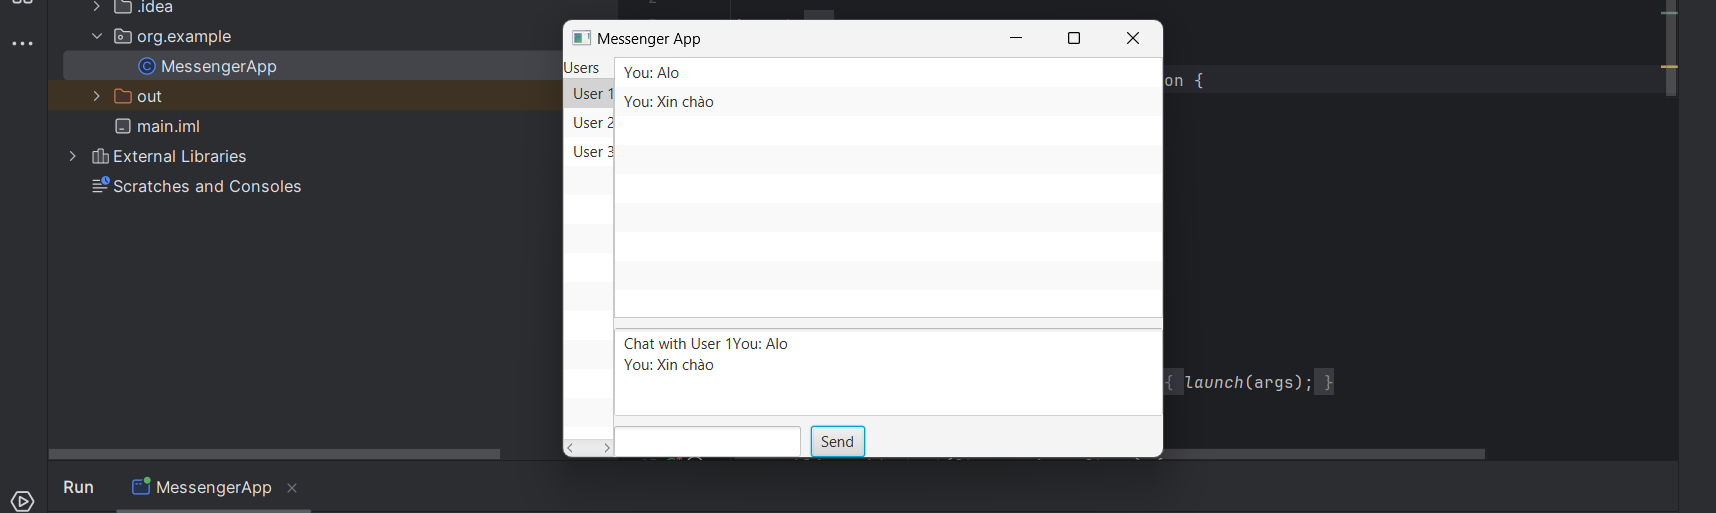 .idea
org.example
MessengerApp
out
main.iml
External Libraries
Scratches and Consoles
2
Messenger App
Users
User 1
User 2
User 3
You: Alo
You: Xin chào
Chat with User 1You: Alo
You: Xin chào
Send
on {
{ launch(args); }
Run
MessengerApp